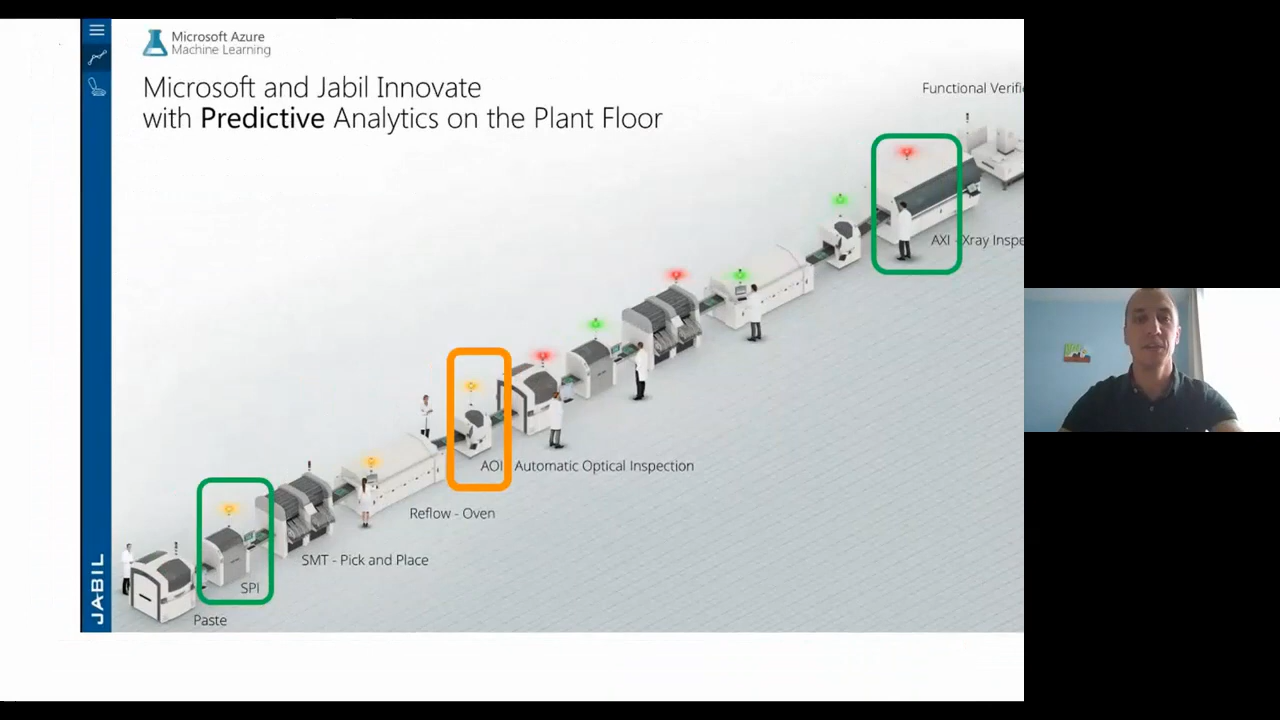 Microsoft Azure
Machine Learning
Microsoft and Jabil Innovate
with Predictive Analytics on the Plant Floor
Functional Verifi
AXI - Xray Inspe
AOI - Automatic Optical Inspection
Reflow - Oven
SMT - Pick and Place
SPI
Paste
JABIL